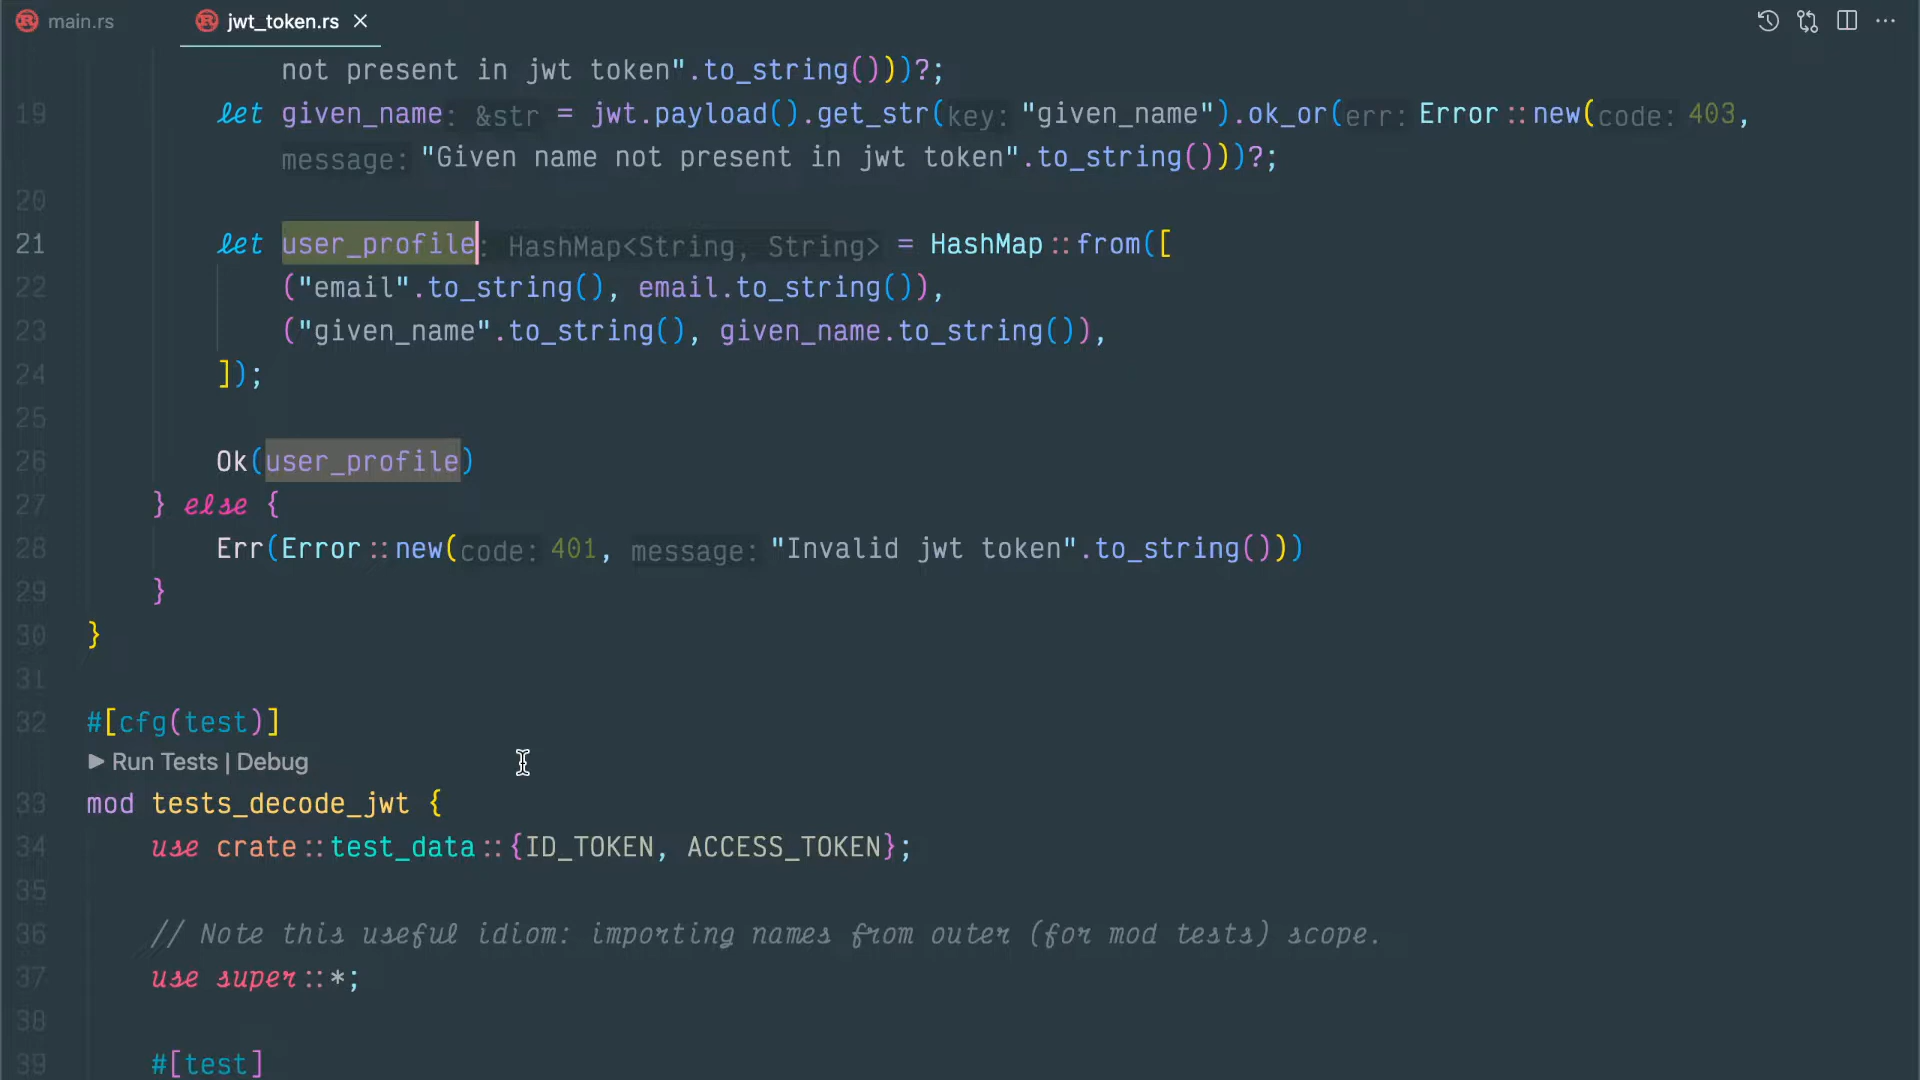 main.rs
jwt_token.rs ×
not present in jwt token".to_string()))?;
19 let given_name: &str = jwt.payload().get_str(key: "given_name").ok_or(err: Error::new(code: 403,
message: "Given name not present in jwt token".to_string()))?;
20
21 let user_profile: HashMap<String, String> = HashMap::from([
22 ("email".to_string(), email.to_string()),
23 ("given_name".to_string(), given_name.to_string()),
24 ]);
25
26 Ok(user_profile)
27 } else {
28 Err(Error::new(code: 401, message: "Invalid jwt token".to_string()))
29 }
30 }
31
32 #[cfg(test)]
▶ Run Tests | Debug
33 mod tests_decode_jwt {
34 use crate::test_data::{ID_TOKEN, ACCESS_TOKEN};
35
36 // Note this useful idiom: importing names from outer (for mod tests) scope.
37 use super::*;
38
39 #[test]